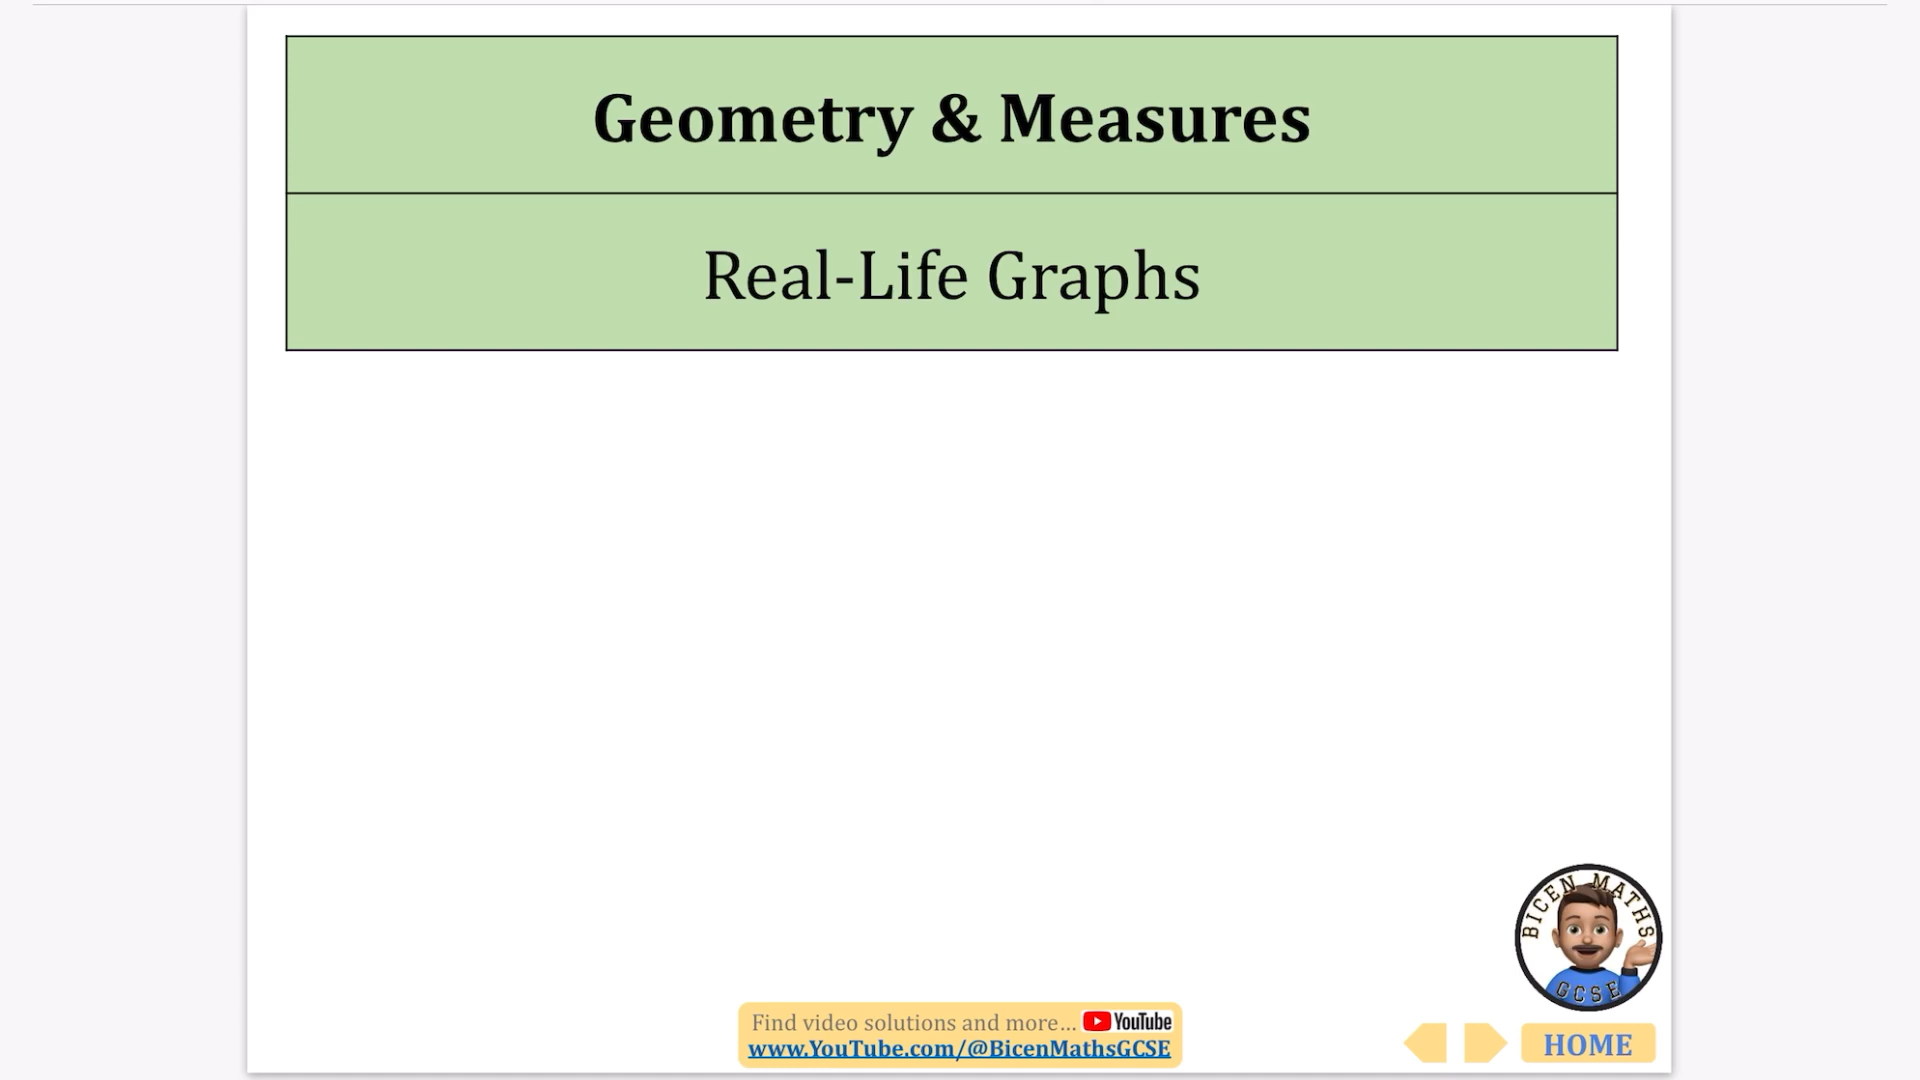 Geometry & Measures
Real-Life Graphs
BICEN MATHS
GCSE
Find video solutions and more... YouTube
www.YouTube.com/@BicenMathsGCSE
HOME